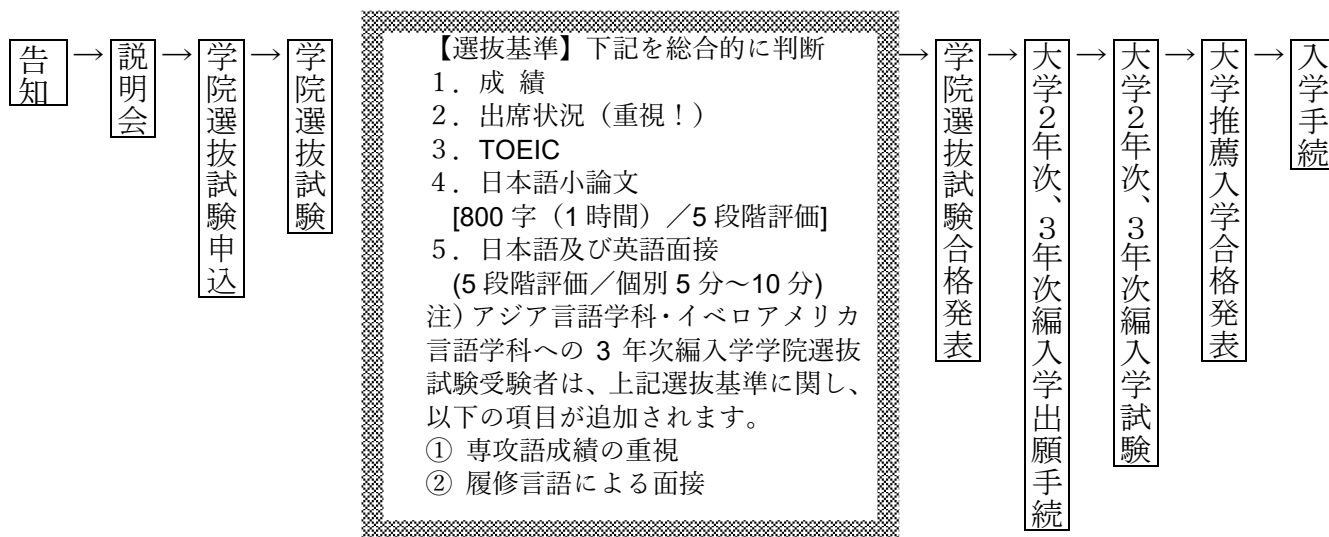 告知
→
説明会
→
学院選抜試験申込
→
学院選抜試験
【選抜基準】下記を総合的に判断
1．成 績
2．出席状況（重視！）
3．TOEIC
4．日本語小論文
[800 字（1 時間）／5 段階評価]
5．日本語及び英語面接
(5 段階評価／個別 5 分～10 分)
注）アジア言語学科・イベロアメリカ
言語学科への 3 年次編入学学院選抜
試験受験者は、上記選抜基準に関し、
以下の項目が追加されます。
① 専攻語成績の重視
② 履修言語による面接
→
学院選抜試験合格発表
→
大学２年次、３年次編入学出願手続
→
大学２年次、３年次編入学試験
→
大学推薦入学合格発表
→
入学手続